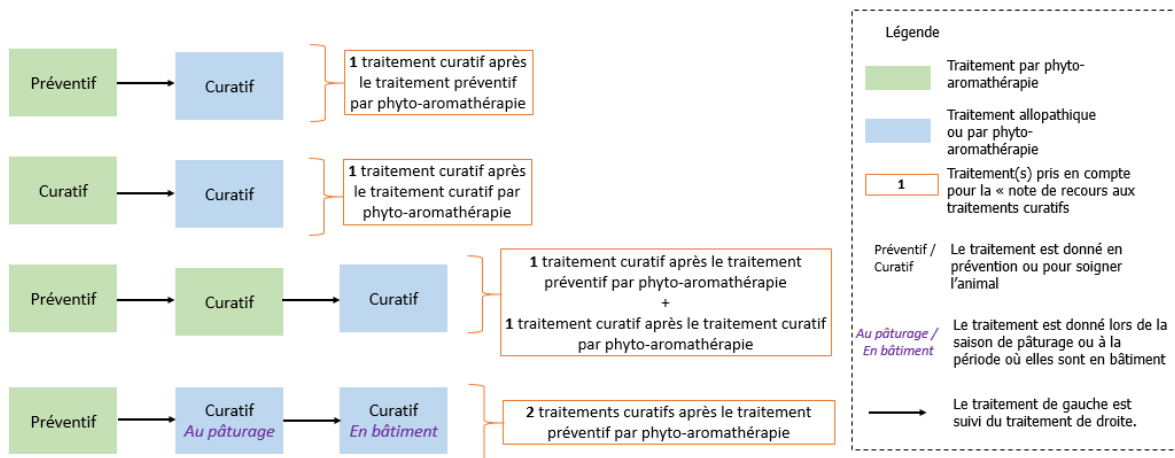 Préventif
Curatif
1 traitement curatif après
le traitement préventif
par phyto-aromathérapie
Curatif
Curatif
1 traitement curatif après
le traitement curatif par
phyto-aromathérapie
Préventif
Curatif
Curatif
1 traitement curatif après le traitement
préventif par phyto-aromathérapie
+
1 traitement curatif après le traitement curatif
par phyto-aromathérapie
Préventif
Curatif
Au pâturage
Curatif
En bâtiment
2 traitements curatifs après le traitement
préventif par phyto-aromathérapie
Légende
Traitement par phyto-
aromathérapie
Traitement allopathique
ou par phyto-
aromathérapie
1
Traitement(s) pris en compte
pour la « note de recours aux
traitements curatifs
Préventif /
Curatif
Le traitement est donné en
prévention ou pour soigner
l'animal
Au pâturage /
En bâtiment
Le traitement est donné lors de la
saison de pâturage ou à la
période où elles sont en bâtiment
Le traitement de gauche est
suivi du traitement de droite.